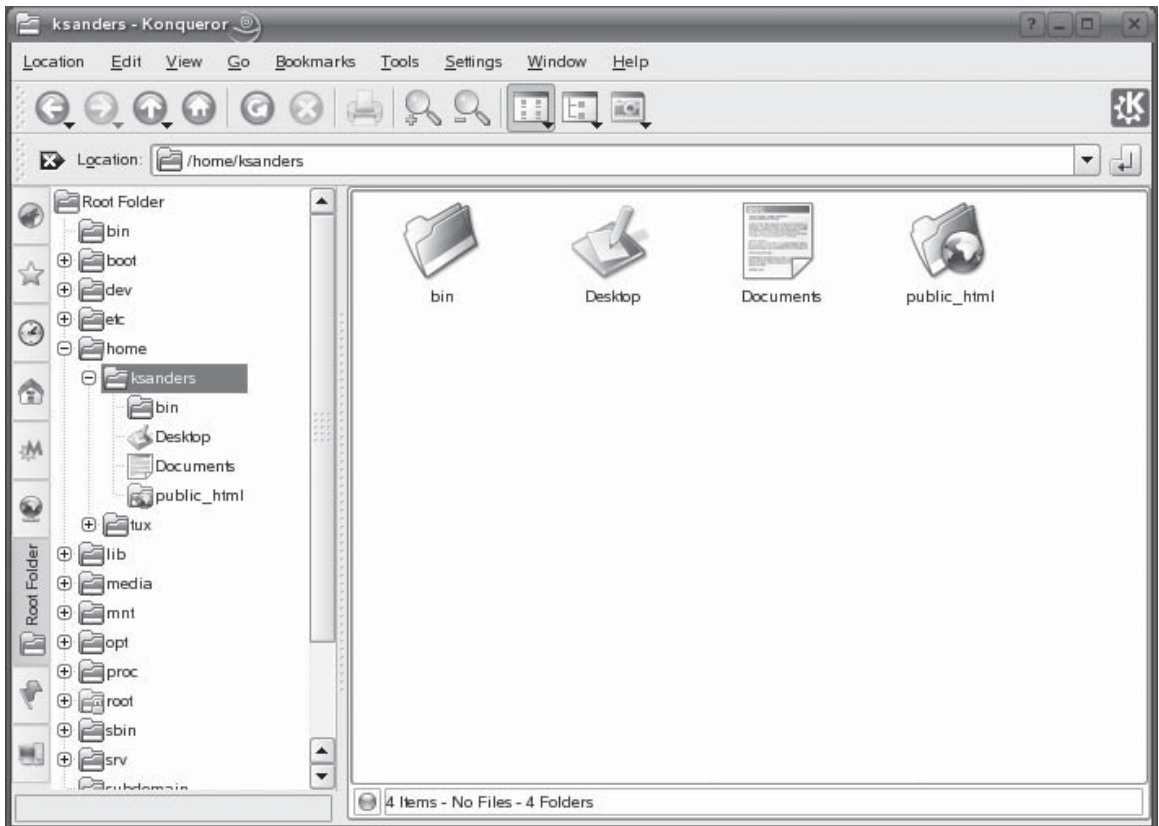 ksanders - Konqueror
Location Edit View Go Bookmarks Tools Settings Window Help
Location: /home/ksanders
Root Folder
bin
boot
dev
etc
home
ksanders
bin
Desktop
Documents
public_html
tux
lib
media
mnt
opt
proc
root
sbin
srv
subdomain
Root Folder
bin Desktop Documents public_html
4 Items - No Files - 4 Folders